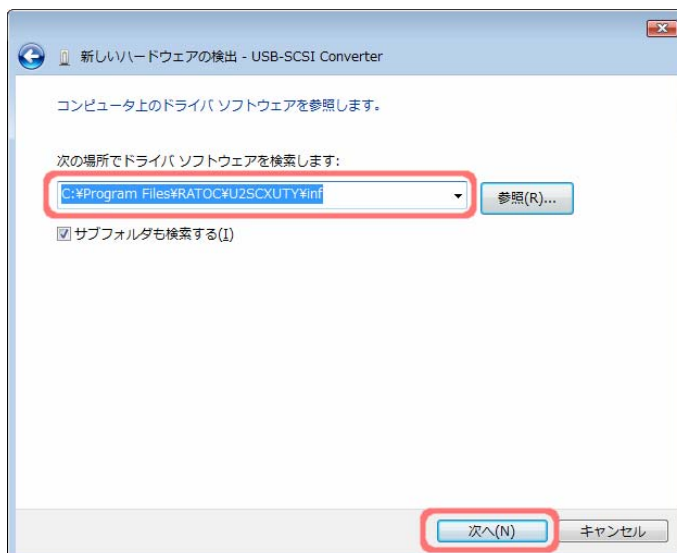 新しいハードウェアの検出 - USB-SCSI Converter
コンピュータ上のドライバ ソフトウェアを参照します。
次の場所でドライバ ソフトウェアを検索します:
C:¥Program Files¥RATOC¥U2SCXUTY¥inf
参照(R)...
サブフォルダも検索する(I)
次へ(N)
キャンセル